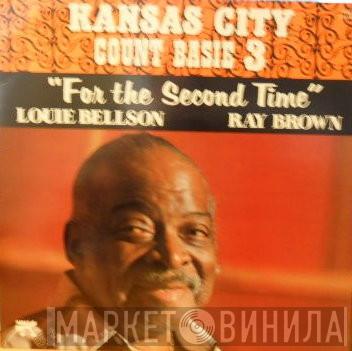 KANSAS CITY
COUNT BASIE 3
"For the Second Time"
LOUIE BELLSON RAY BROWN
МАРКЕТ ВИНИЛА